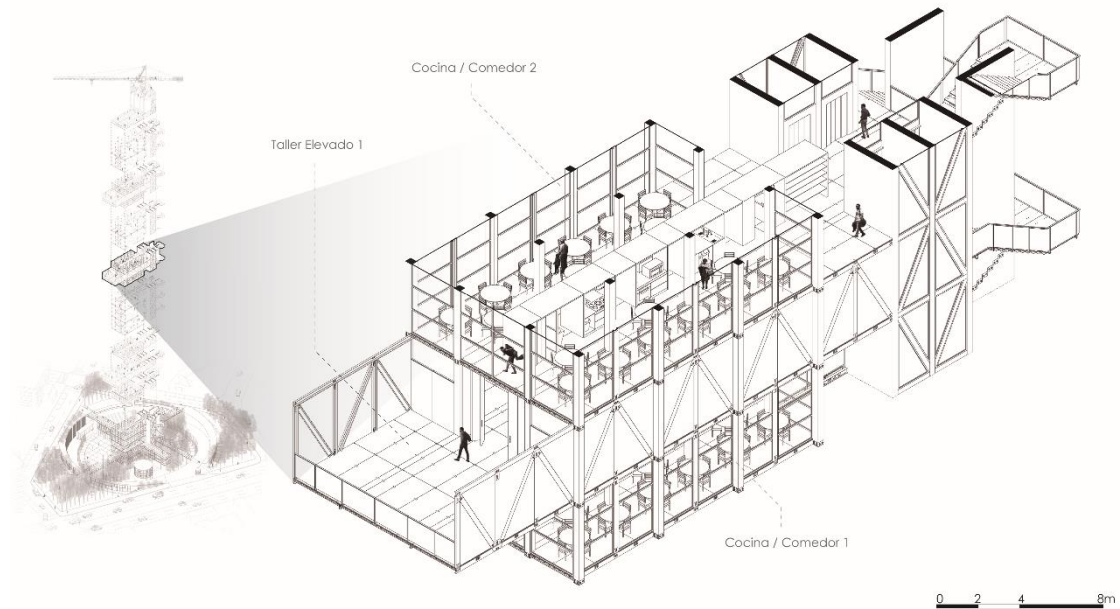 Cocina / Comedor 2
Taller Elevado 1
Cocina / Comedor 1
0 2 4 8m